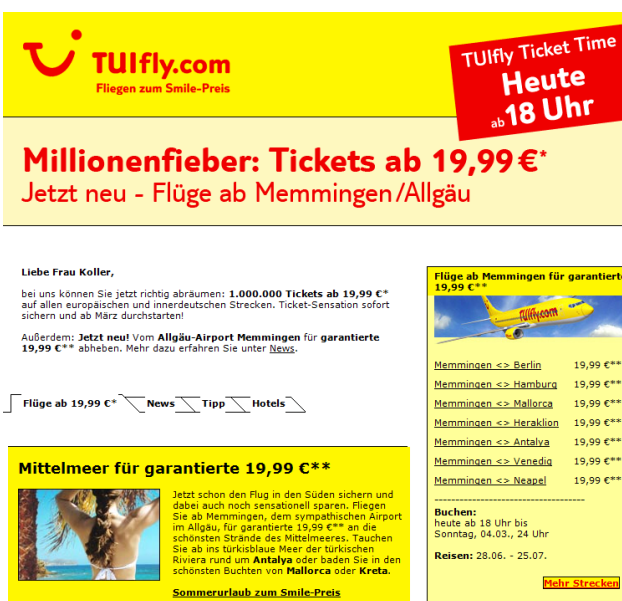 TUIfly.com
Fliegen zum Smile-Preis
TUIfly Ticket Time
Heute
ab 18 Uhr
Millionenfieber: Tickets ab 19,99 €*
Jetzt neu - Flüge ab Memmingen/Allgäu
Liebe Frau Koller,
bei uns können Sie jetzt richtig abräumen: 1.000.000 Tickets ab 19,99 €*
auf allen europäischen und innerdeutschen Strecken. Ticket-Sensation sofort
sichern und ab März durchstarten!
Außerdem: Jetzt neu! Vom Allgäu-Airport Memmingen für garantierte
19,99 €** abheben. Mehr dazu erfahren Sie unter News.
Flüge ab 19,99 €*
News
Tipp
Hotels
Mittelmeer für garantierte 19,99 €**
Jetzt schon den Flug in den Süden sichern und
dabei auch noch sensationell sparen. Fliegen
Sie ab Memmingen, dem sympathischen Airport
im Allgäu, für garantierte 19,99 €** an die
schönsten Strände des Mittelmeeres. Tauchen
Sie ab ins türkisblaue Meer der türkischen
Riviera rund um Antalya oder baden Sie in den
schönsten Buchten von Mallorca oder Kreta.
Sommerurlaub zum Smile-Preis
Flüge ab Memmingen für garantierte
19,99 €**
TUIfly.com
Memmingen <> Berlin 19,99 €**
Memmingen <> Hamburg 19,99 €**
Memmingen <> Mallorca 19,99 €**
Memmingen <> Heraklion 19,99 €**
Memmingen <> Antalya 19,99 €**
Memmingen <> Venedig 19,99 €**
Memmingen <> Neapel 19,99 €**
------------------------------------
Buchen:
heute ab 18 Uhr bis
Sonntag, 04.03., 24 Uhr
Reisen: 28.06. - 25.07.
Mehr Strecken